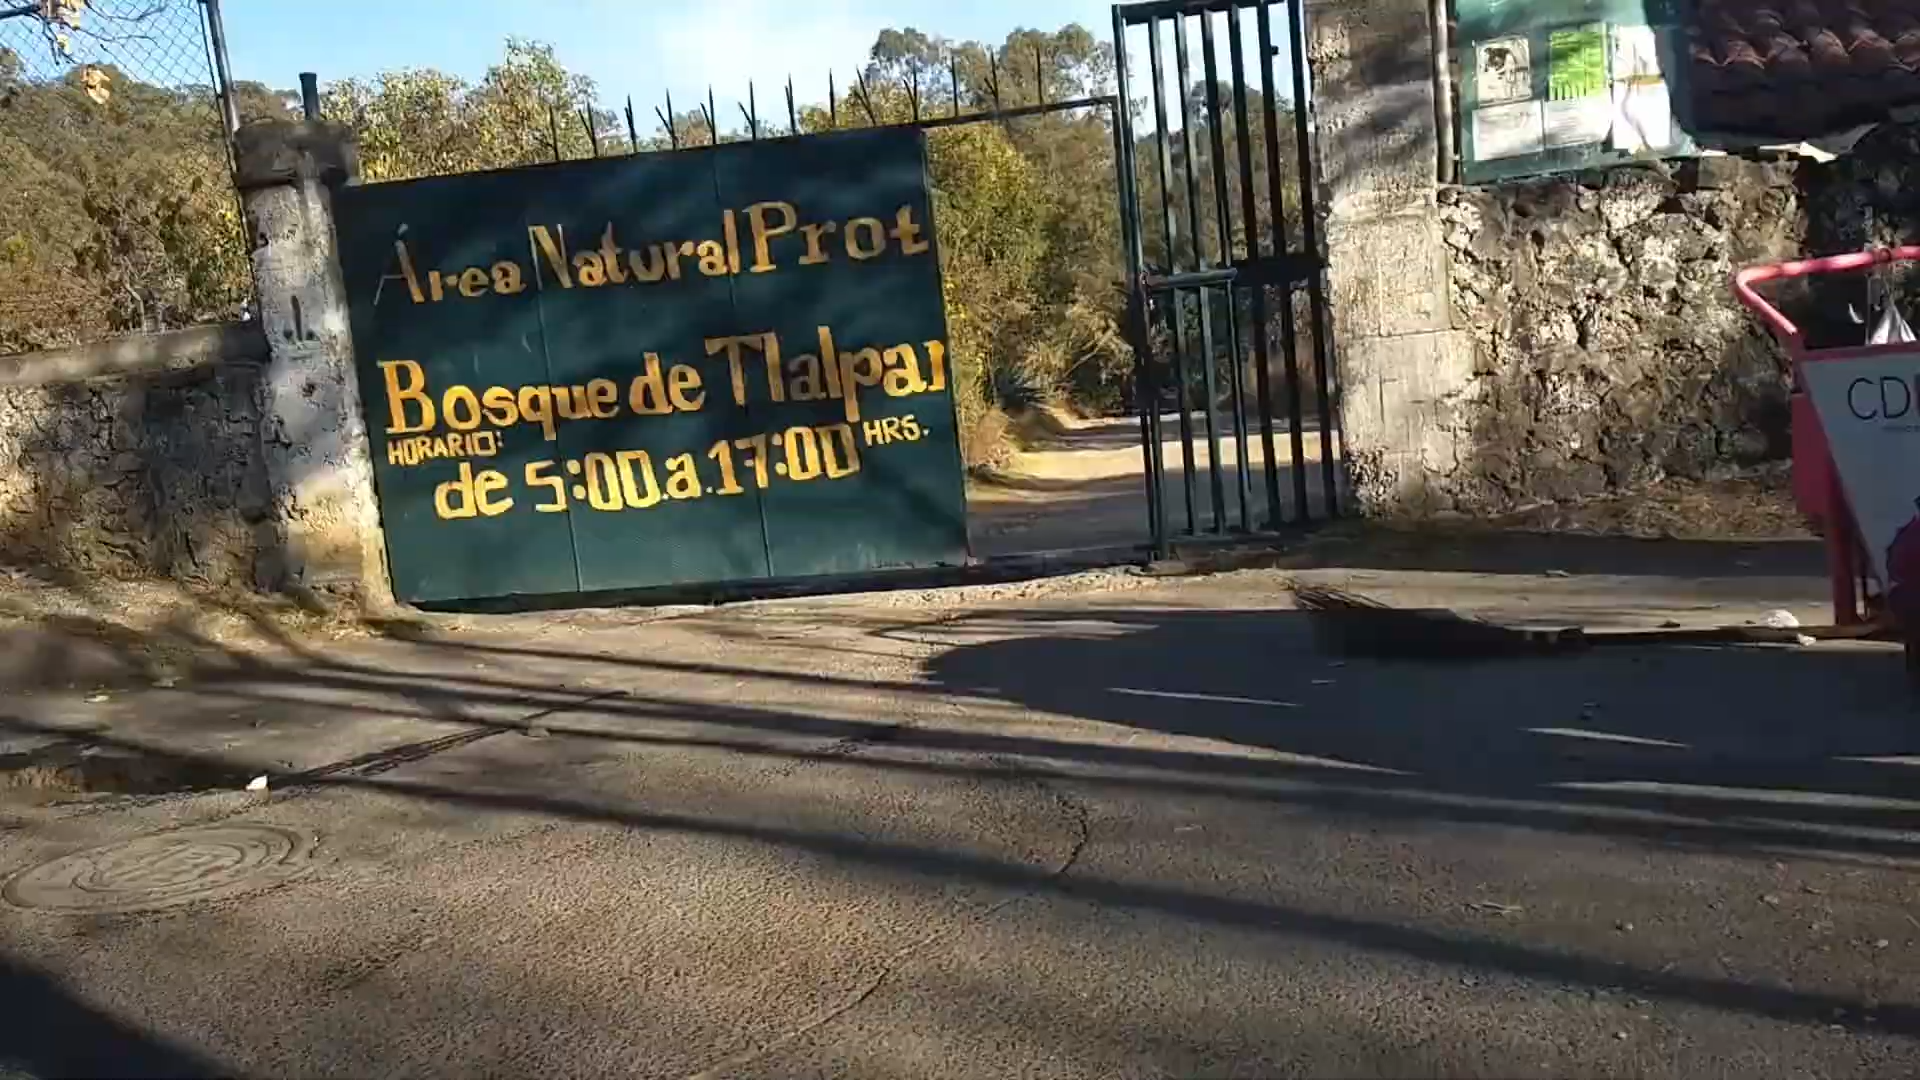 Área Natural Prot
Bosque de Tlalpan
HORARIO:
de 5:00.a.17:00 HRS.
CD